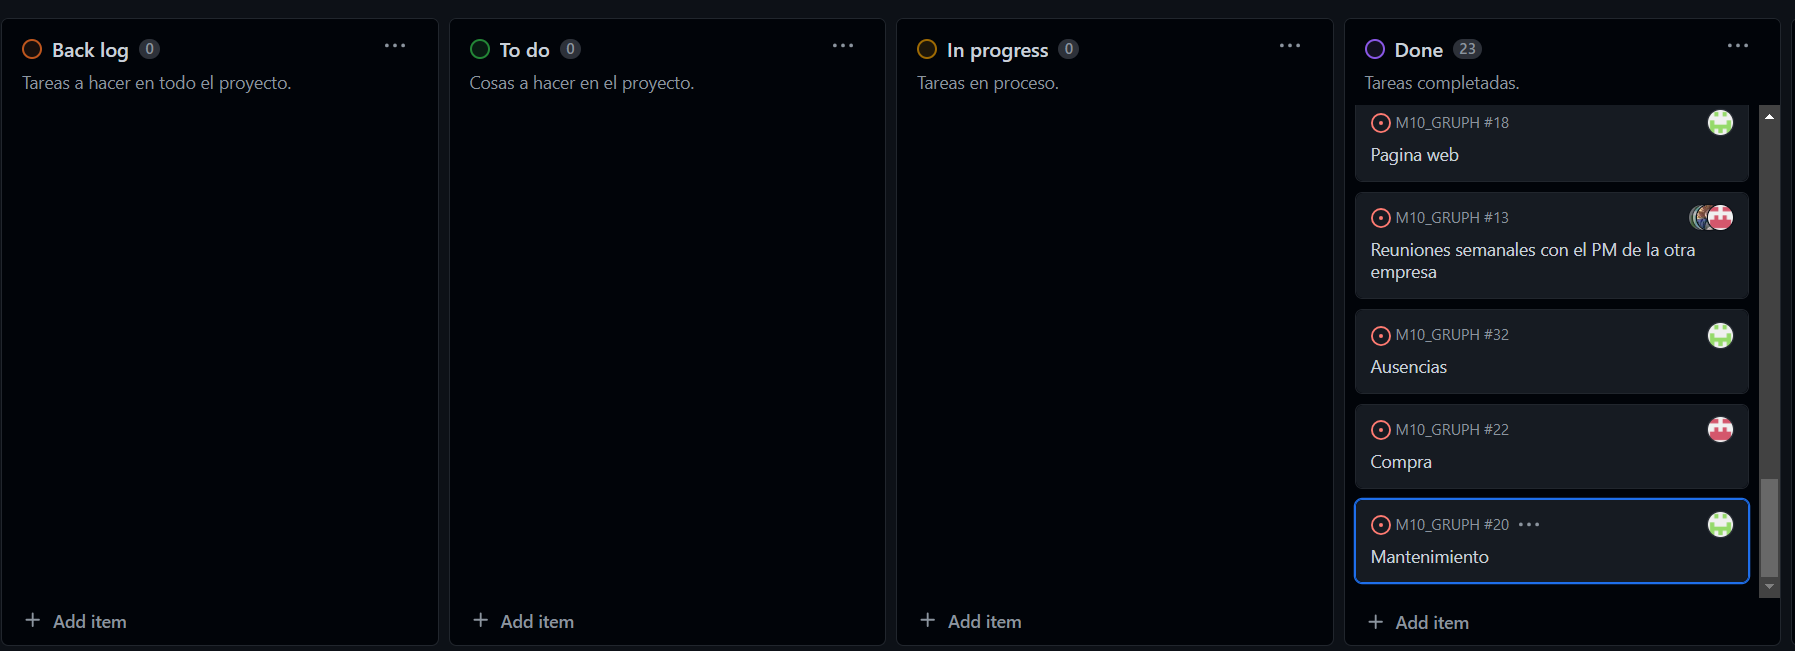 Back log 0
Tareas a hacer en todo el proyecto.
Add item
To do 0
Cosas a hacer en el proyecto.
Add item
In progress 0
Tareas en proceso.
Add item
Done 23
Tareas completadas.
M10_GRUPH #18
Pagina web
M10_GRUPH #13
Reuniones semanales con el PM de la otra
empresa
M10_GRUPH #32
Ausencias
M10_GRUPH #22
Compra
M10_GRUPH #20
Mantenimiento
Add item